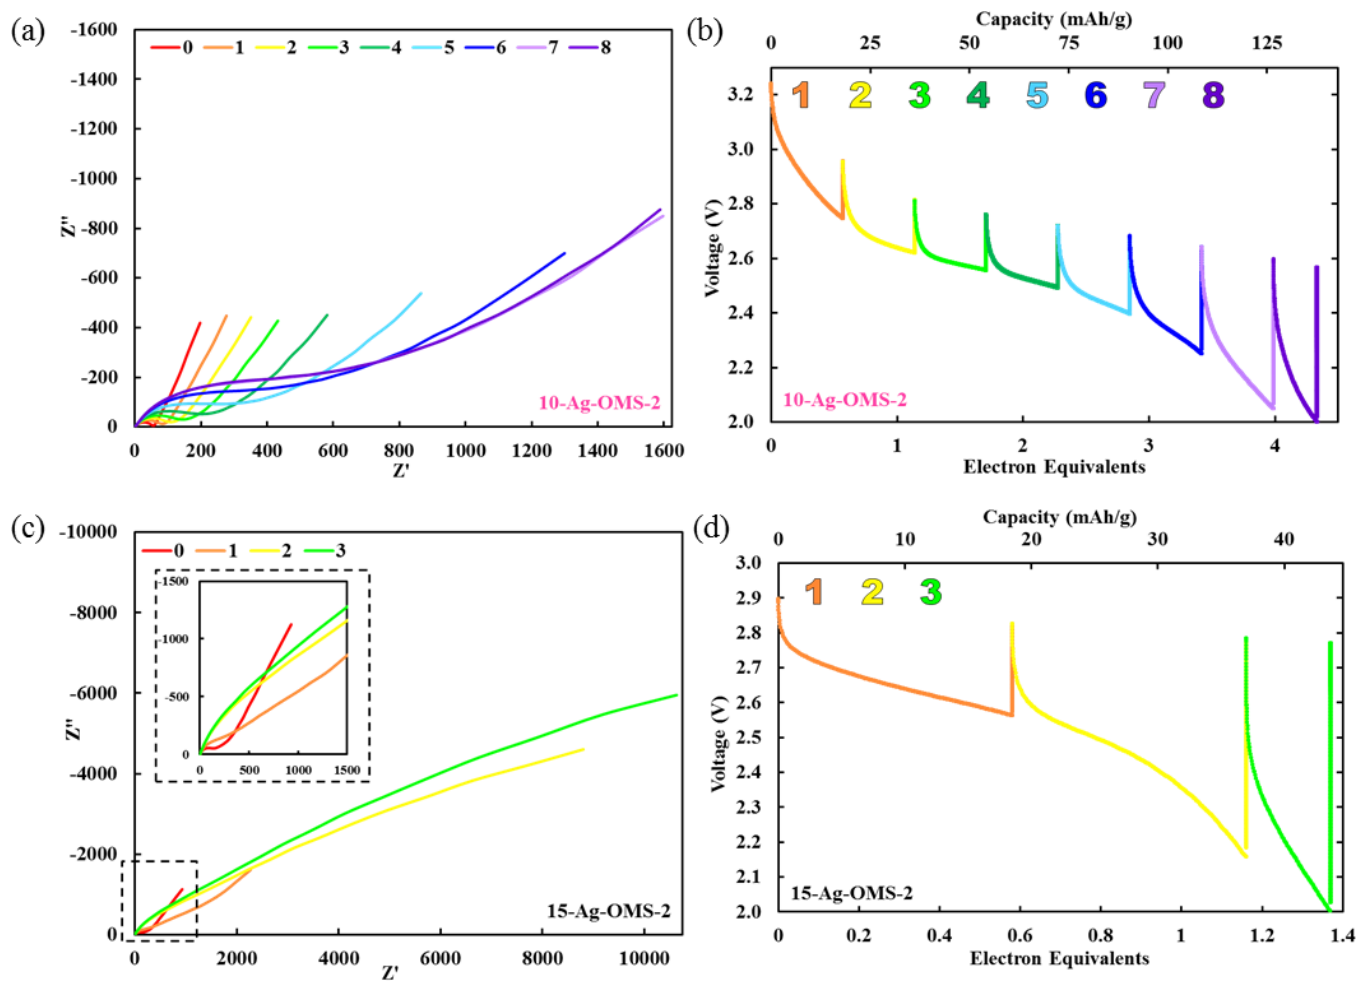 (a)
-1600
-1400
-1200
-1000
-800
-600
-400
-200
0
Z''
0 1 2 3 4 5 6 7 8
10-Ag-OMS-2
0 200 400 600 800 1000 1200 1400 1600
Z'
(b)
Capacity (mAh/g)
0 25 50 75 100 125
1 2 3 4 5 6 7 8
3.2
3.0
2.8
2.6
2.4
2.2
2.0
Voltage (V)
10-Ag-OMS-2
0 1 2 3 4
Electron Equivalents
(c)
-10000
-8000
-6000
-4000
-2000
0
Z''
0 1 2 3
-1500
-1000
-500
0
0 500 1000 1500
15-Ag-OMS-2
0 2000 4000 6000 8000 10000
Z'
(d)
Capacity (mAh/g)
0 10 20 30 40
1 2 3
3.0
2.9
2.8
2.7
2.6
2.5
2.4
2.3
2.2
2.1
2.0
Voltage (V)
15-Ag-OMS-2
0 0.2 0.4 0.6 0.8 1 1.2 1.4
Electron Equivalents